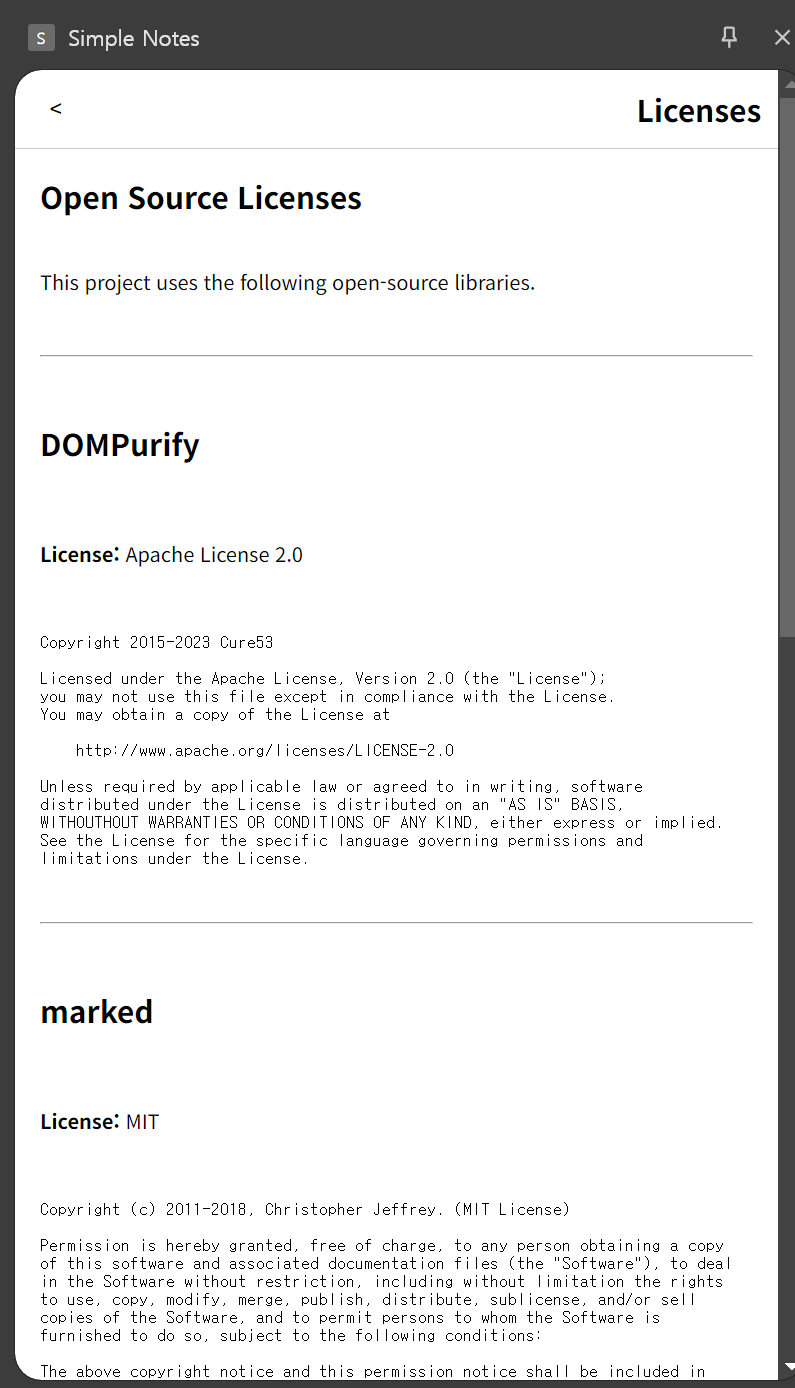 S Simple Notes
< Licenses
Open Source Licenses
This project uses the following open-source libraries.
DOMPurify
License: Apache License 2.0
Copyright 2015-2023 Cure53
Licensed under the Apache License, Version 2.0 (the "License");
you may not use this file except in compliance with the License.
You may obtain a copy of the License at
http://www.apache.org/licenses/LICENSE-2.0
Unless required by applicable law or agreed to in writing, software
distributed under the License is distributed on an "AS IS" BASIS,
WITHOUTHOUT WARRANTIES OR CONDITIONS OF ANY KIND, either express or implied.
See the License for the specific language governing permissions and
limitations under the License.
marked
License: MIT
Copyright (c) 2011-2018, Christopher Jeffrey. (MIT License)
Permission is hereby granted, free of charge, to any person obtaining a copy
of this software and associated documentation files (the "Software"), to deal
in the Software without restriction, including without limitation the rights
to use, copy, modify, merge, publish, distribute, sublicense, and/or sell
copies of the Software, and to permit persons to whom the Software is
furnished to do so, subject to the following conditions:
The above copyright notice and this permission notice shall be included in